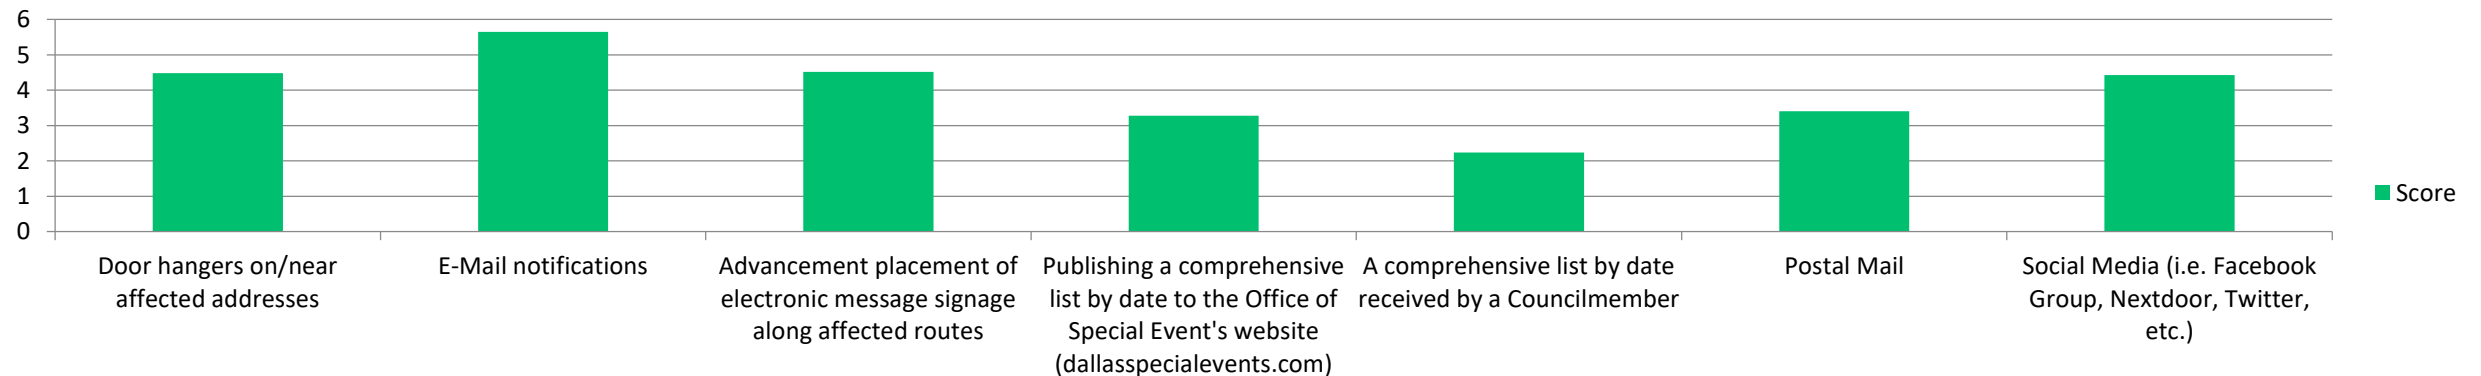 6
5
4
3
2
1
0
Door hangers on/near
affected addresses
E-Mail notifications
Advancement placement of
electronic message signage
along affected routes
Publishing a comprehensive
list by date to the Office of
Special Event's website
(dallasspecialevents.com)
A comprehensive list by date
received by a Councilmember
Postal Mail
Social Media (i.e. Facebook
Group, Nextdoor, Twitter,
etc.)
Score